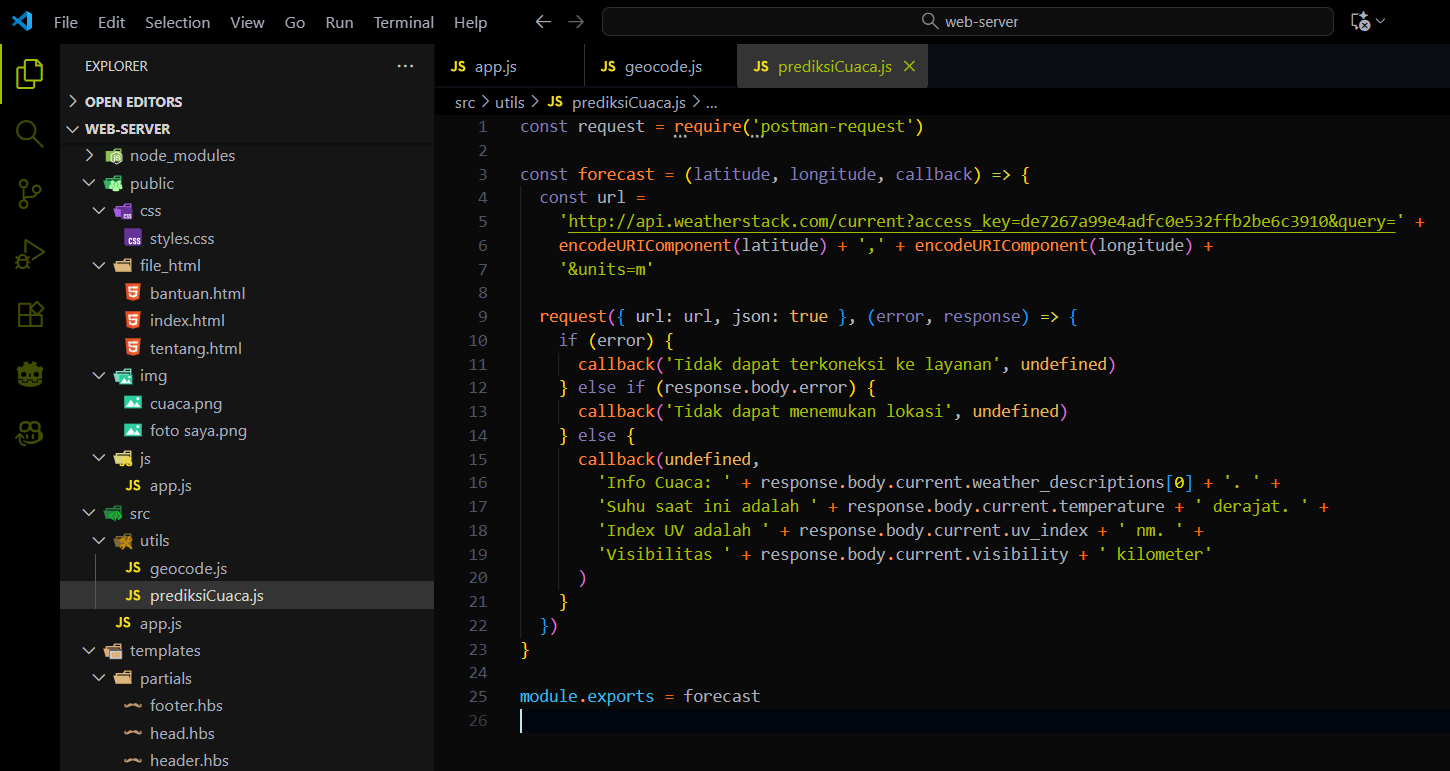 File Edit Selection View Go Run Terminal Help
web-server
EXPLORER
OPEN EDITORS
WEB-SERVER
node_modules
public
css
styles.css
file_html
bantuan.html
index.html
tentang.html
img
cuaca.png
foto saya.png
js
JS app.js
src
utils
JS geocode.js
JS prediksiCuaca.js
JS app.js
templates
partials
footer.hbs
head.hbs
header.hbs
JS app.js JS geocode.js JS prediksiCuaca.js
src > utils > JS prediksiCuaca.js > ...
1 const request = require('postman-request')
2
3 const forecast = (latitude, longitude, callback) => {
4 const url =
5 'http://api.weatherstack.com/current?access_key=de7267a99e4adfc0e532ffb2be6c3910&query=' +
6 encodeURIComponent(latitude) + ',' + encodeURIComponent(longitude) +
7 '&units=m'
8
9 request({ url: url, json: true }, (error, response) => {
10 if (error) {
11 callback('Tidak dapat terkoneksi ke layanan', undefined)
12 } else if (response.body.error) {
13 callback('Tidak dapat menemukan lokasi', undefined)
14 } else {
15 callback(undefined,
16 'Info Cuaca: ' + response.body.current.weather_descriptions[0] + '. ' +
17 'Suhu saat ini adalah ' + response.body.current.temperature + ' derajat. ' +
18 'Index UV adalah ' + response.body.current.uv_index + ' nm. ' +
19 'Visibilitas ' + response.body.current.visibility + ' kilometer'
20 )
21 }
22 })
23 }
24
25 module.exports = forecast
26